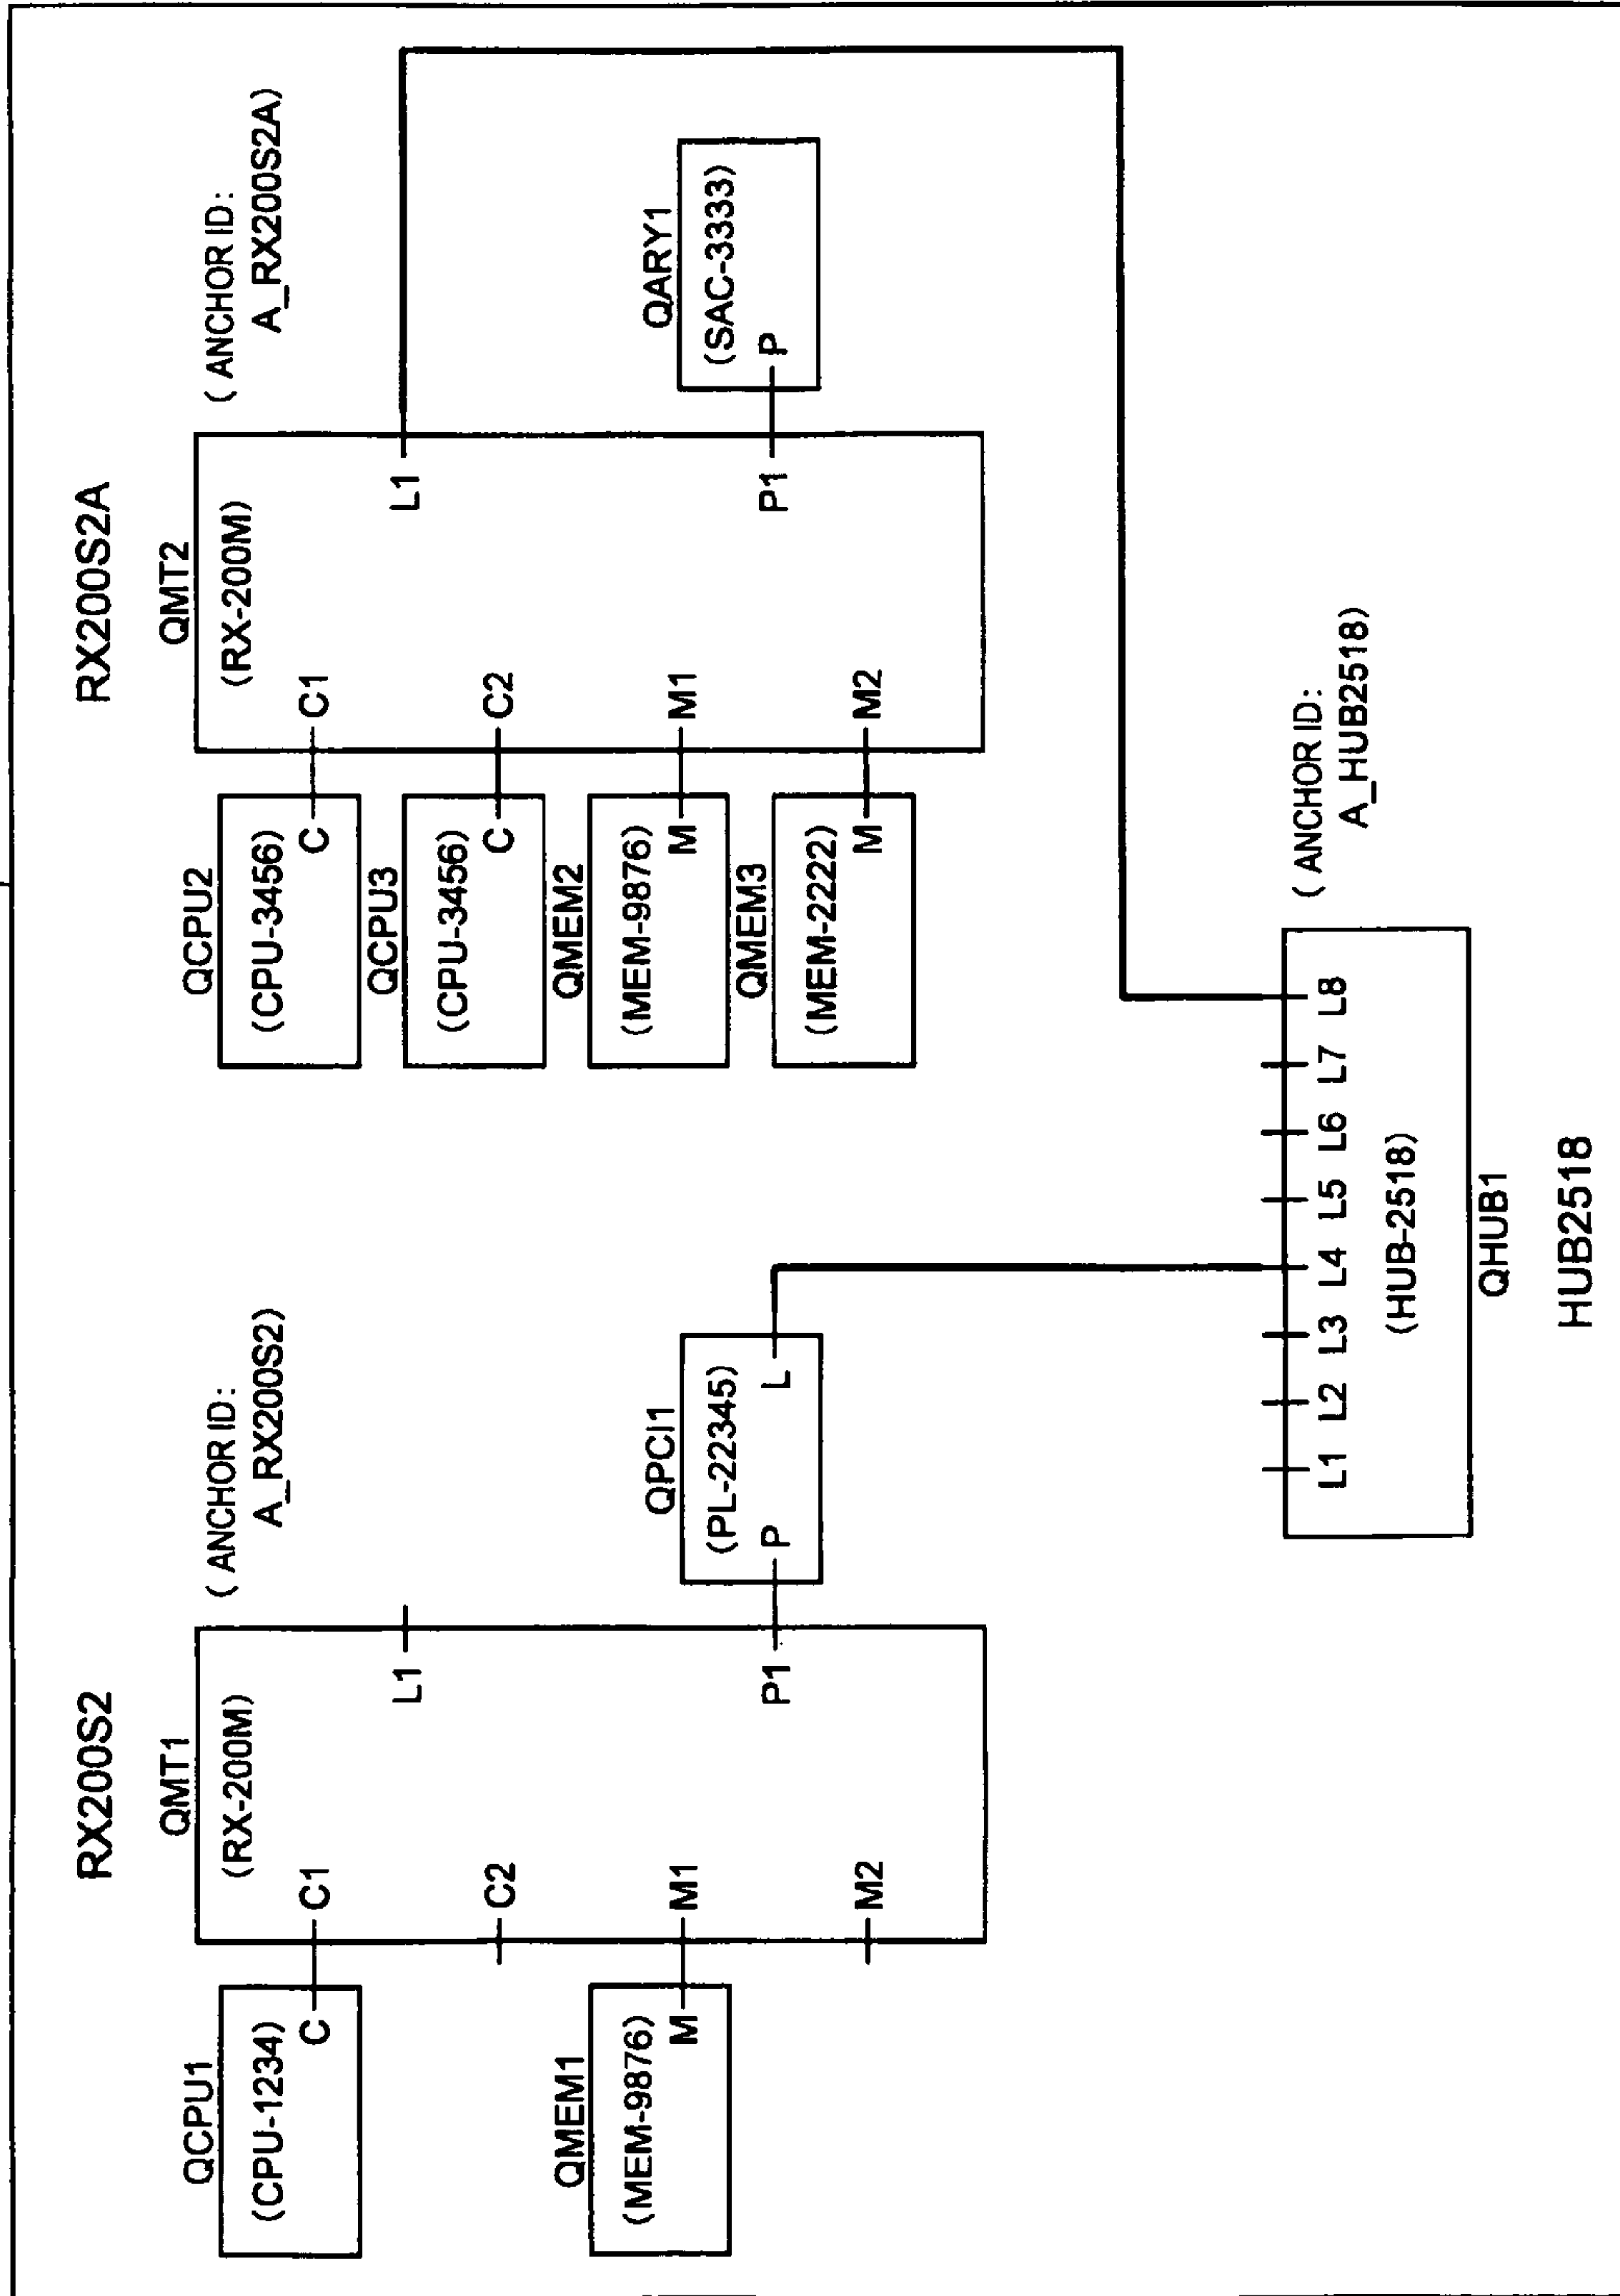 RX200S2
QMT1
(RX-200M)
( ANCHOR ID:
A_RX200S2)
QCPU1
(CPU-1234)
C
C1
L1
C2
QMEM1
(MEM-9876)
M
M1
M2
P1
QPCI1
(PL-22345)
P
L
RX200S2A
QMT2
(RX-200M)
( ANCHOR ID:
A_RX200S2A)
QCPU2
(CPU-3456)
C
C1
L1
QCPU3
(CPU-3456)
C
C2
QMEM2
(MEM-9876)
M
M1
QMEM3
(MEM-2222)
M
M2
P1
QARY1
(SAC-3333)
P
( ANCHOR ID:
A_HUB2518)
L1 L2 L3 L4 L5 L6 L7 L8
(HUB-2518)
QHUB1
HUB2518